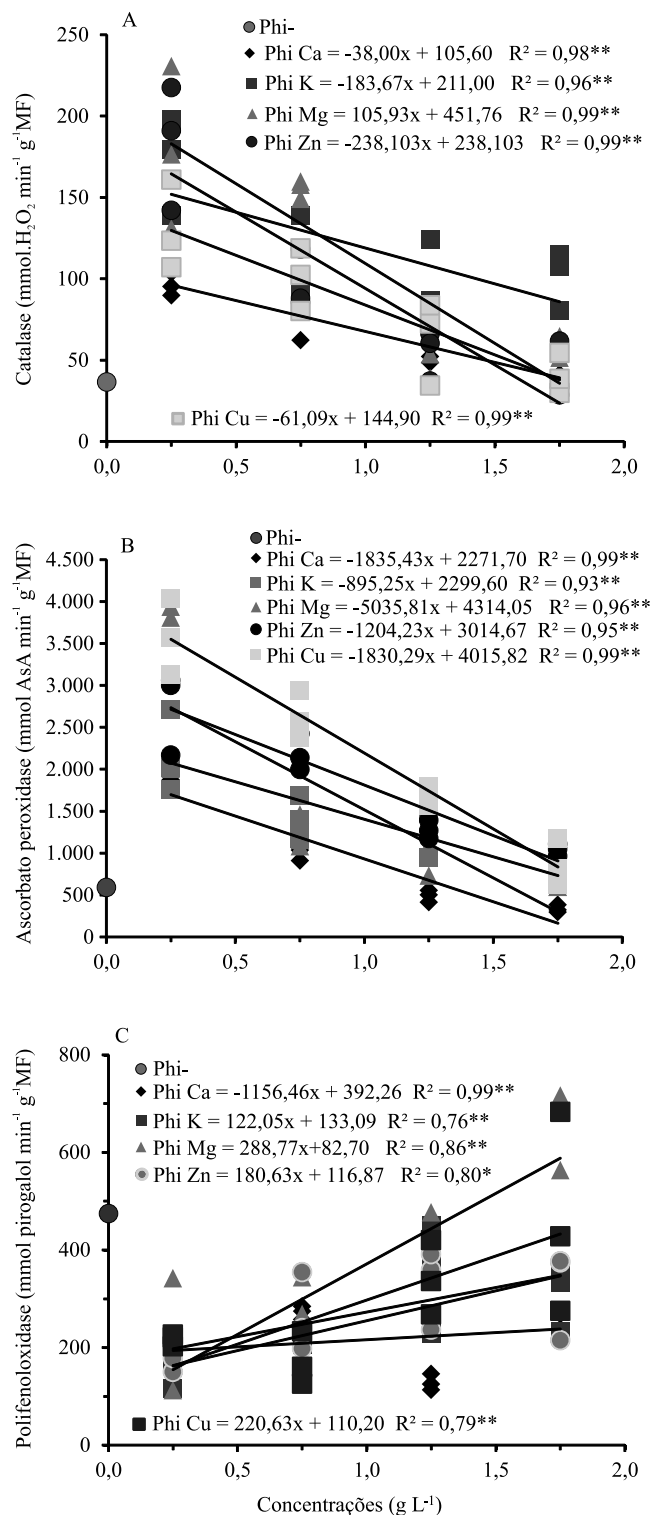 A
Phi-
Phi Ca = -38,00x + 105,60 R² = 0,98**
Phi K = -183,67x + 211,00 R² = 0,96**
Phi Mg = 105,93x + 451,76 R² = 0,99**
Phi Zn = -238,103x + 238,103 R² = 0,99**
Phi Cu = -61,09x + 144,90 R² = 0,99**
Catalase (mmol.H₂O₂ min⁻¹ g⁻¹MF)
250
200
150
100
50
0
0,0 0,5 1,0 1,5 2,0
B
Phi-
Phi Ca = -1835,43x + 2271,70 R² = 0,99**
Phi K = -895,25x + 2299,60 R² = 0,93**
Phi Mg = -5035,81x + 4314,05 R² = 0,96**
Phi Zn = -1204,23x + 3014,67 R² = 0,95**
Phi Cu = -1830,29x + 4015,82 R² = 0,99**
Ascorbato peroxidase (mmol AsA min⁻¹ g⁻¹MF)
4.500
4.000
3.500
3.000
2.500
2.000
1.500
1.000
500
0
0,0 0,5 1,0 1,5 2,0
C
Phi-
Phi Ca = -1156,46x + 392,26 R² = 0,99**
Phi K = 122,05x + 133,09 R² = 0,76**
Phi Mg = 288,77x+82,70 R² = 0,86**
Phi Zn = 180,63x + 116,87 R² = 0,80*
Phi Cu = 220,63x + 110,20 R² = 0,79**
Polifenoloxidase (mmol pirogalol min⁻¹ g⁻¹MF)
800
600
400
200
0
0,0 0,5 1,0 1,5 2,0
Concentrações (g L⁻¹)